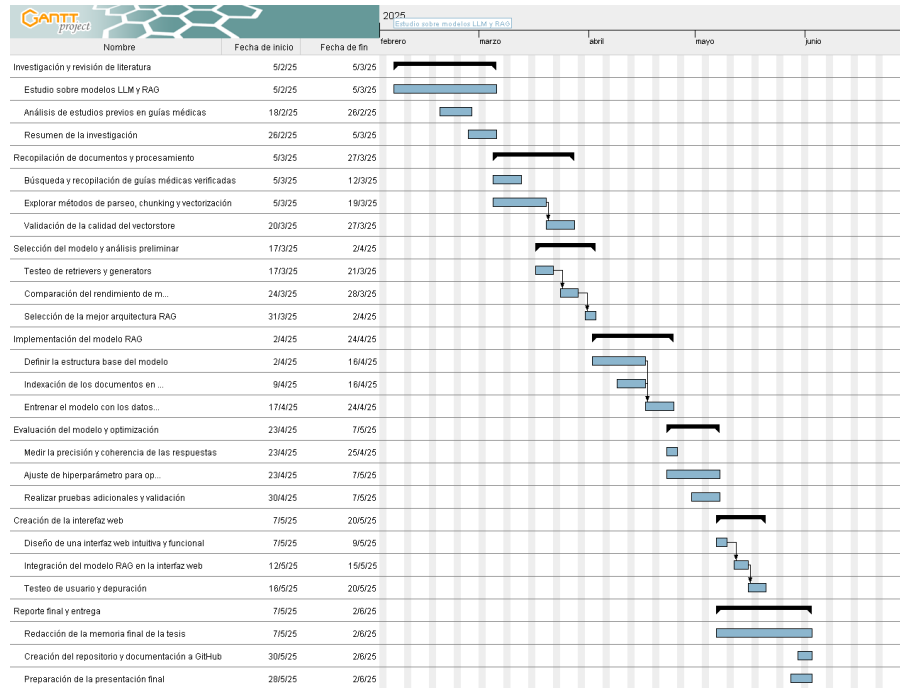 GANTT
project
2025
Estudio sobre modelos LLM y RAG
Nombre Fecha de inicio Fecha de fin febrero marzo abril mayo junio
Investigación y revisión de literatura 5/2/25 5/3/25
Estudio sobre modelos LLM y RAG 5/2/25 5/3/25
Análisis de estudios previos en guías médicas 18/2/25 26/2/25
Resumen de la investigación 26/2/25 5/3/25
Recopilación de documentos y procesamiento 5/3/25 27/3/25
Búsqueda y recopilación de guías médicas verificadas 5/3/25 12/3/25
Explorar métodos de parseo, chunking y vectorización 5/3/25 19/3/25
Validación de la calidad del vectorstore 20/3/25 27/3/25
Selección del modelo y análisis preliminar 17/3/25 2/4/25
Testeo de retrievers y generators 17/3/25 21/3/25
Comparación del rendimiento de m... 24/3/25 28/3/25
Selección de la mejor arquitectura RAG 31/3/25 2/4/25
Implementación del modelo RAG 2/4/25 24/4/25
Definir la estructura base del modelo 2/4/25 16/4/25
Indexación de los documentos en ... 9/4/25 16/4/25
Entrenar el modelo con los datos... 17/4/25 24/4/25
Evaluación del modelo y optimización 23/4/25 7/5/25
Medir la precisión y coherencia de las respuestas 23/4/25 25/4/25
Ajuste de hiperparámetro para op... 23/4/25 7/5/25
Realizar pruebas adicionales y validación 30/4/25 7/5/25
Creación de la interefaz web 7/5/25 20/5/25
Diseño de una interfaz web intuitiva y funcional 7/5/25 9/5/25
Integración del modelo RAG en la interfaz web 12/5/25 15/5/25
Testeo de usuario y depuración 16/5/25 20/5/25
Reporte final y entrega 7/5/25 2/6/25
Redacción de la memoria final de la tesis 7/5/25 2/6/25
Creación del repositorio y documentación a GitHub 30/5/25 2/6/25
Preparación de la presentación final 28/5/25 2/6/25